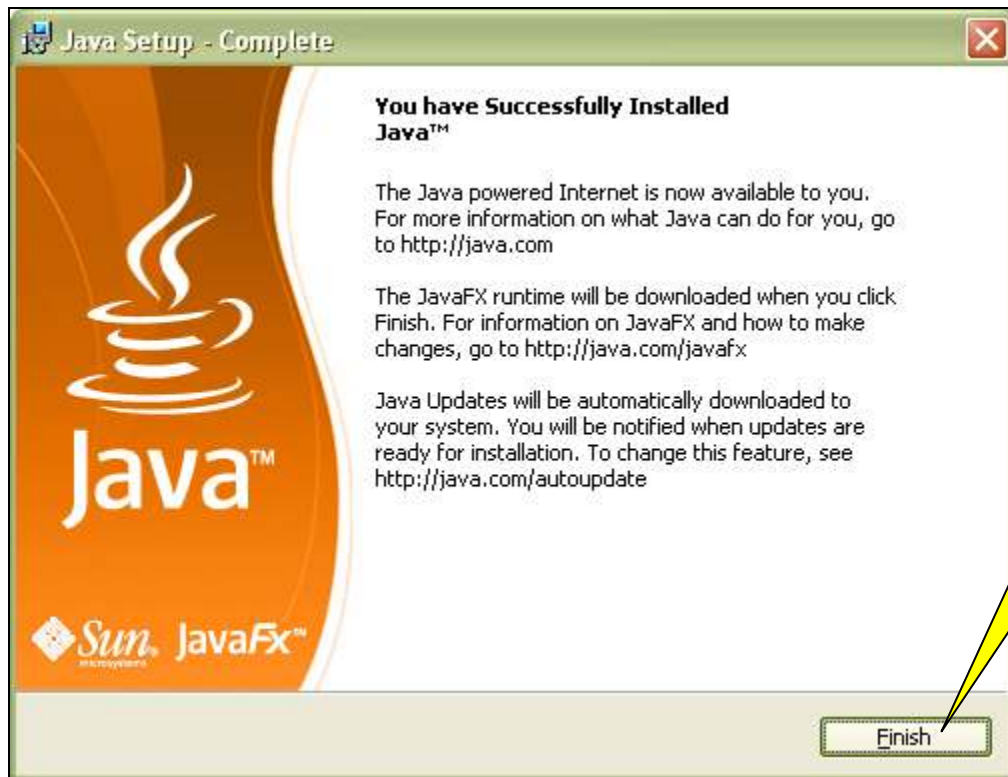 Java Setup - Complete
You have Successfully Installed
Java™
The Java powered Internet is now available to you.
For more information on what Java can do for you, go
to http://java.com
The JavaFX runtime will be downloaded when you click
Finish. For information on JavaFX and how to make
changes, go to http://java.com/javafx
Java Updates will be automatically downloaded to
your system. You will be notified when updates are
ready for installation. To change this feature, see
http://java.com/autoupdate
Java™
Sun. JavaFX™
microsystems
Finish